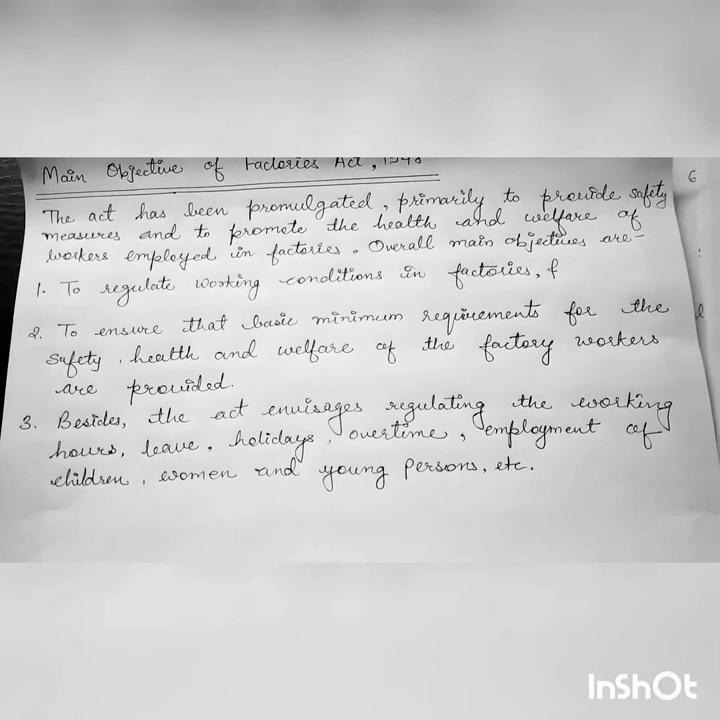 Main Objective of Factories Act, 1948
The act has been promulgated, primarily to provide safety
measures and to promote the health and welfare of
workers employed in factories. Overall main objectives are-
1. To regulate working conditions in factories, f
2. To ensure that basic minimum requirements for the
safety, health and welfare of the factory workers
are provided.
3. Besides, the act envisages regulating the working
hours, leave, holidays, overtime, employment of
children, women and young persons, etc.
6
InShOt